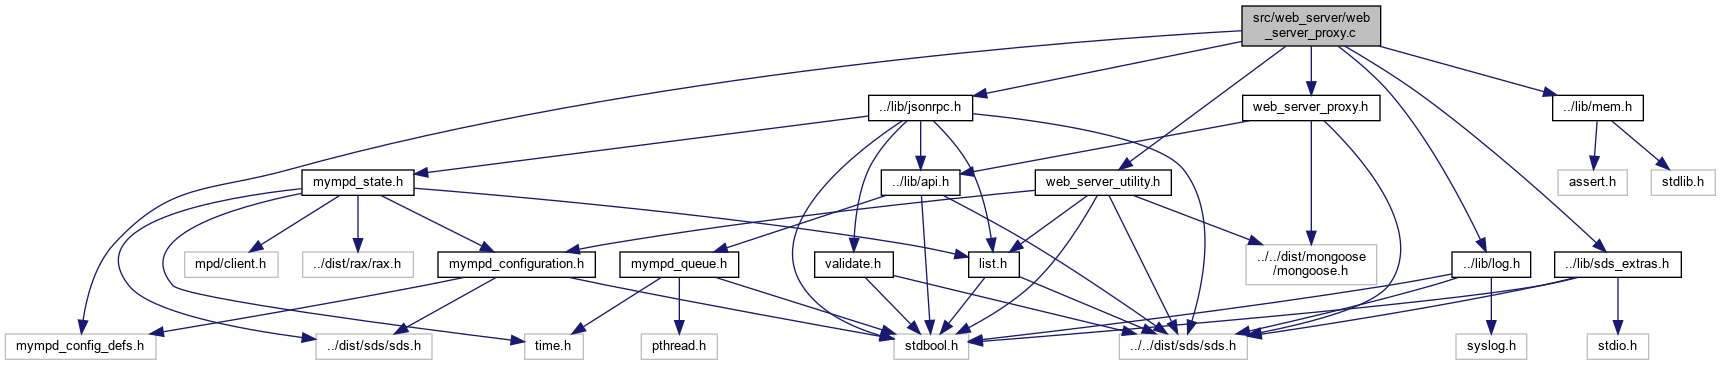 src/web_server/web
_server_proxy.c
../lib/jsonrpc.h
web_server_proxy.h
../lib/mem.h
mympd_state.h
../lib/api.h
web_server_utility.h
assert.h
stdlib.h
mpd/client.h
../dist/rax/rax.h
mympd_configuration.h
mympd_queue.h
validate.h
list.h
../../dist/mongoose
/mongoose.h
../lib/log.h
../lib/sds_extras.h
mympd_config_defs.h
../dist/sds/sds.h
time.h
pthread.h
stdbool.h
../../dist/sds/sds.h
syslog.h
stdio.h